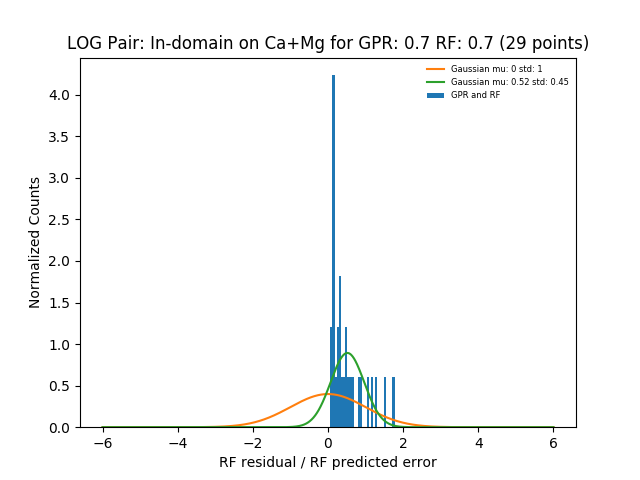 LOG Pair: In-domain on Ca+Mg for GPR: 0.7 RF: 0.7 (29 points)
Gaussian mu: 0 std: 1
Gaussian mu: 0.52 std: 0.45
GPR and RF
Normalized Counts
4.0
3.5
3.0
2.5
2.0
1.5
1.0
0.5
0.0
−6 −4 −2 0 2 4 6
RF residual / RF predicted error